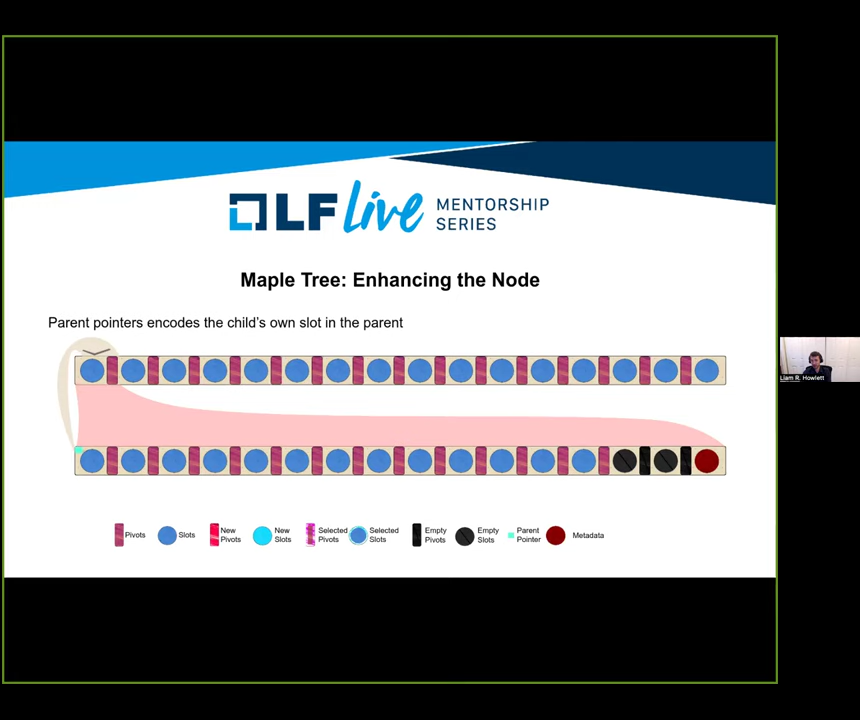 LF Live MENTORSHIP
SERIES
Maple Tree: Enhancing the Node
Parent pointers encodes the child's own slot in the parent
Pivots
Slots
New
Pivots
New
Slots
Selected
Pivots
Selected
Slots
Empty
Pivots
Empty
Slots
Parent
Pointer
Metadata
Liam R. Howlett